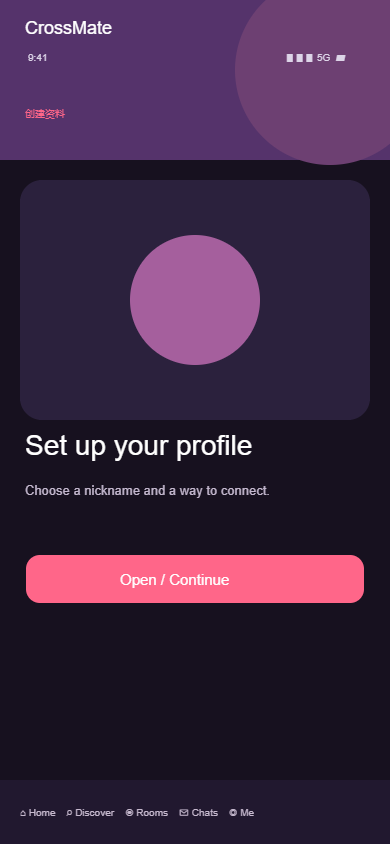 CrossMate
9:41 5G
创建资料
Set up your profile
Choose a nickname and a way to connect.
Open / Continue
⌂ Home ⌕ Discover ⊛ Rooms ✉ Chats ◎ Me